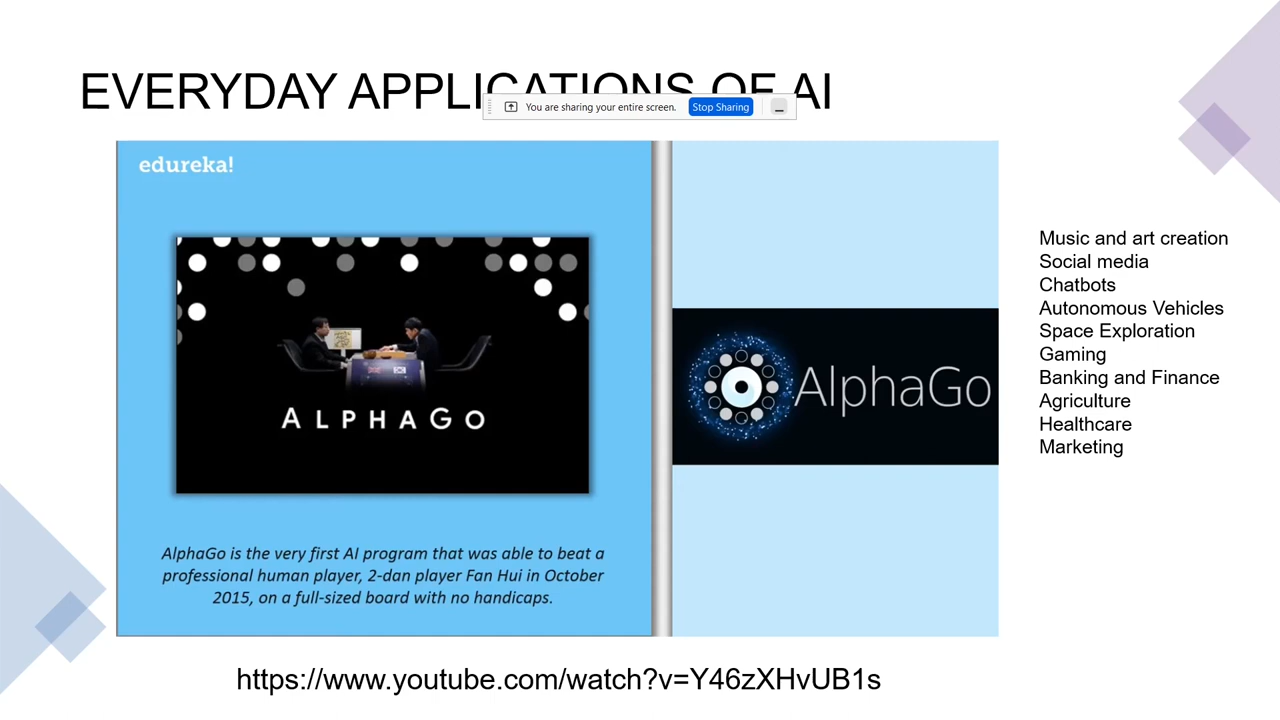 EVERYDAY APPLICATIONS OF AI
You are sharing your entire screen. Stop Sharing
edureka!
ALPHAGO
AlphaGo is the very first AI program that was able to beat a
professional human player, 2-dan player Fan Hui in October
2015, on a full-sized board with no handicaps.
AlphaGo
Music and art creation
Social media
Chatbots
Autonomous Vehicles
Space Exploration
Gaming
Banking and Finance
Agriculture
Healthcare
Marketing
https://www.youtube.com/watch?v=Y46zXHvUB1s